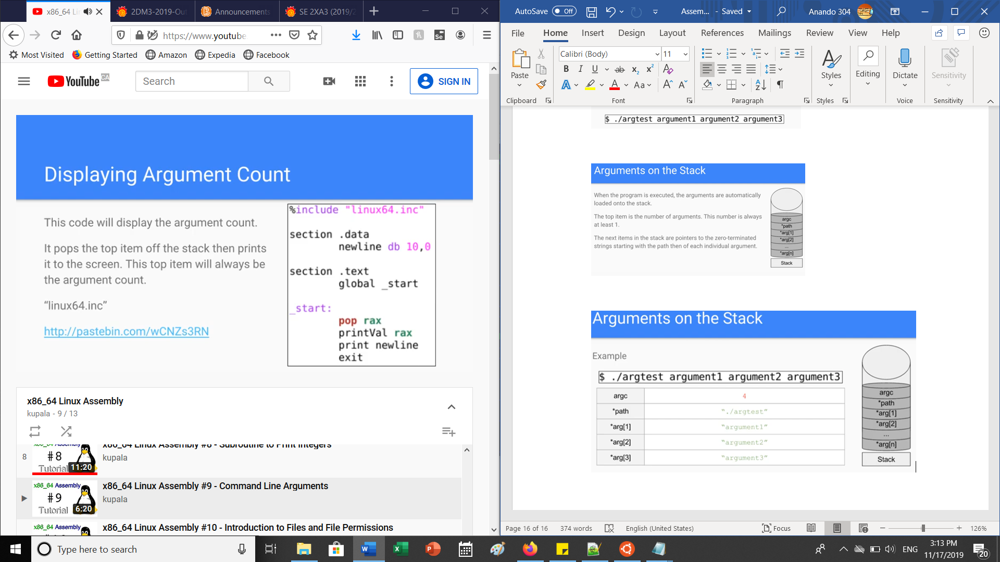 x86_64 Li
2DM3-2019-Out
Announcements
SE 2XA3 (2019/2
https://www.youtube
Most Visited
Getting Started
Amazon
Expedia
Facebook
YouTube CA
Search
SIGN IN
Displaying Argument Count
This code will display the argument count.
It pops the top item off the stack then prints
it to the screen. This top item will always be
the argument count.
“linux64.inc”
http://pastebin.com/wCNZs3RN
%include "linux64.inc"
section .data
newline db 10,0
section .text
global _start
_start:
pop rax
printVal rax
print newline
exit
x86_64 Linux Assembly
kupala - 9 / 13
8
#8
Tutorial
11:20
x86_64 Linux Assembly #8 - Subroutine to Print Integers
kupala
x86_64 Assembly
#9
Tutorial
6:20
x86_64 Linux Assembly #9 - Command Line Arguments
kupala
x86_64 Assembly
x86_64 Linux Assembly #10 - Introduction to Files and File Permissions
AutoSave Off
Assem... - Saved
Anando 304
File Home Insert Design Layout References Mailings Review View Help
Paste
Calibri (Body) 11
Styles
Editing
Dictate
Sensitivity
Clipboard Font Paragraph Styles Voice Sensitivity
$ ./argtest argument1 argument2 argument3
Arguments on the Stack
When the program is executed, the arguments are automatically
loaded onto the stack.
The top item is the number of arguments. This number is always
at least 1.
The next items in the stack are pointers to the zero-terminated
strings starting with the path then of each individual argument.
argc
*path
*arg[1]
*arg[2]
...
*arg[n]
Stack
Arguments on the Stack
Example
$ ./argtest argument1 argument2 argument3
argc 4
*path “./argtest”
*arg[1] “argument1”
*arg[2] “argument2”
*arg[3] “argument3”
argc
*path
*arg[1]
*arg[2]
...
*arg[n]
Stack
Page 16 of 16 374 words English (United States) Focus 126%
Type here to search
ENG
3:13 PM
11/17/2019
20